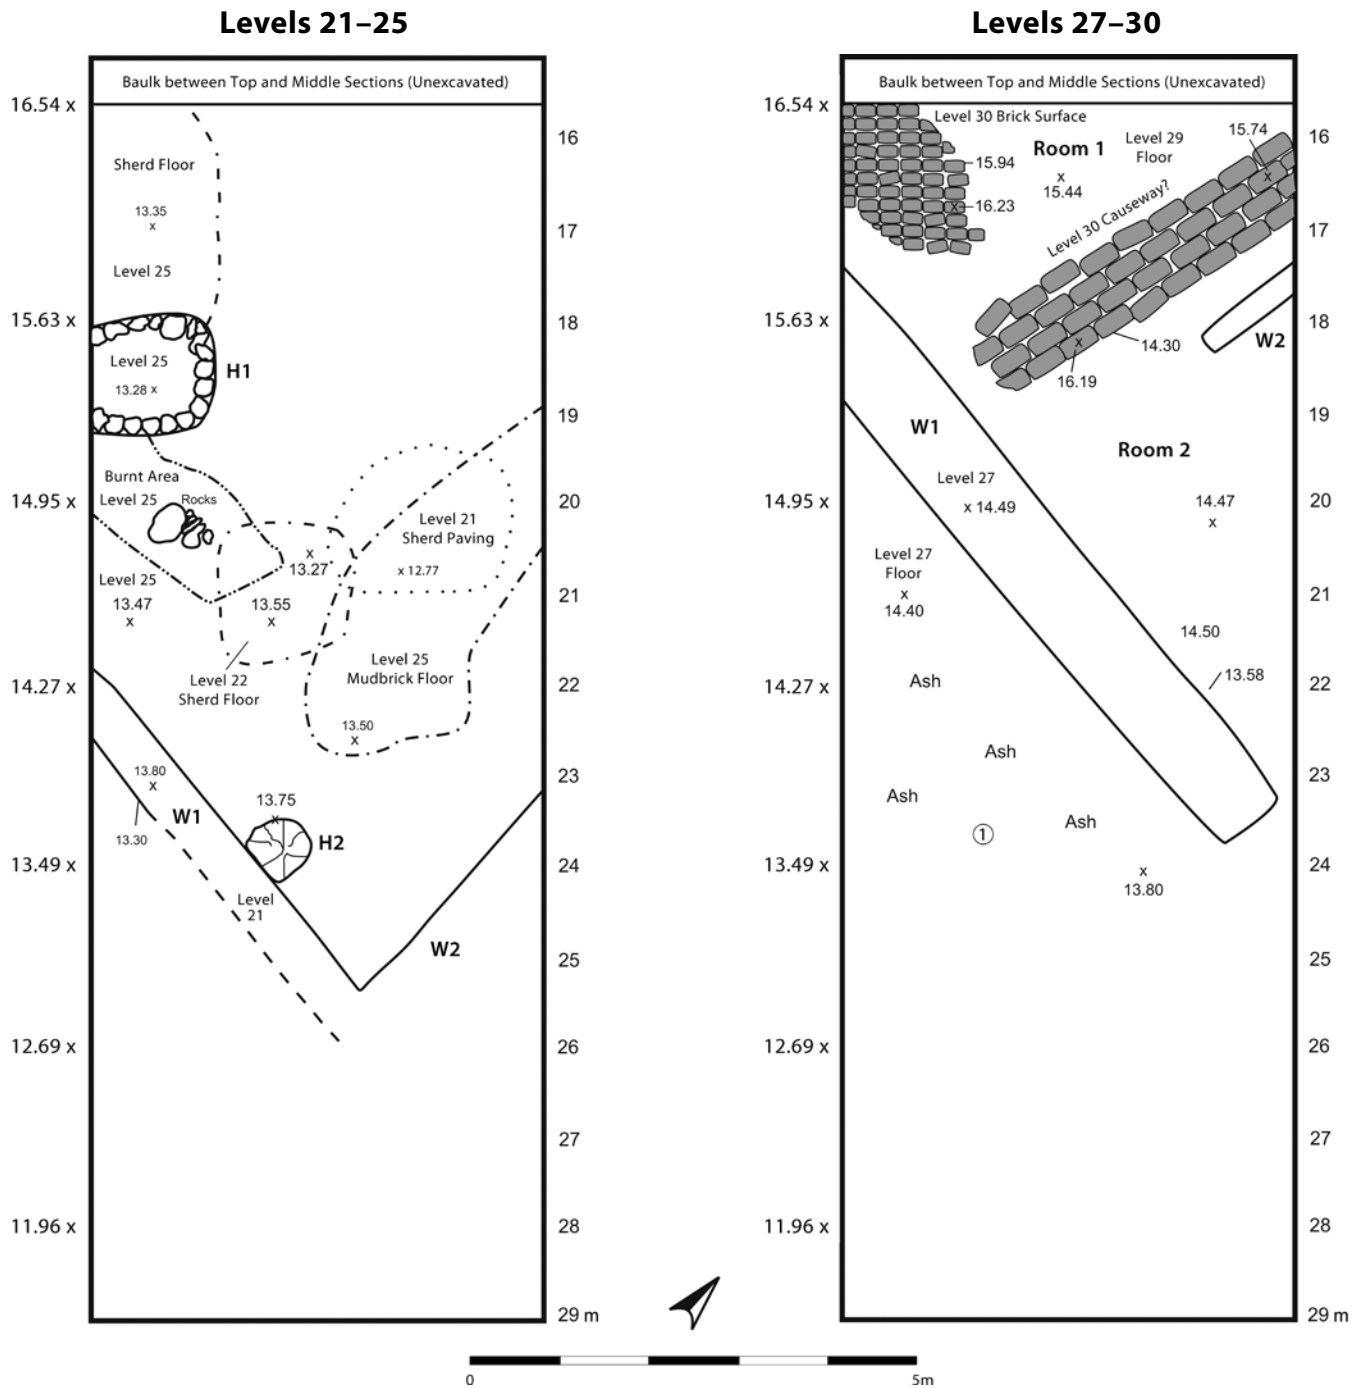 Levels 21–25
Baulk between Top and Middle Sections (Unexcavated)
16.54 x
16
Sherd Floor
13.35
x
17
Level 25
15.63 x
18
Level 25
H1
13.28 x
19
Burnt Area
Level 25
Rocks
14.95 x
20
Level 21
Sherd Paving
x
13.27
x 12.77
Level 25
13.47
x
13.55
x
21
Level 25
Mudbrick Floor
Level 22
Sherd Floor
14.27 x
22
13.50
x
23
13.80
x
13.75
x
W1
13.30
H2
13.49 x
24
Level
21
W2
25
12.69 x
26
27
11.96 x
28
29 m
Levels 27–30
Baulk between Top and Middle Sections (Unexcavated)
16.54 x
Level 30 Brick Surface
15.74
x
16
Room 1
Level 29
Floor
15.94
x
15.44
x
16.23
Level 30 Causeway?
17
15.63 x
18
W2
14.30
x
16.19
19
W1
Room 2
Level 27
14.95 x
x 14.49
14.47
x
20
Level 27
Floor
x
14.40
21
14.50
13.58
14.27 x
Ash
22
Ash
23
Ash
Ash
1
13.49 x
24
x
13.80
25
12.69 x
26
27
11.96 x
28
29 m
0
5m